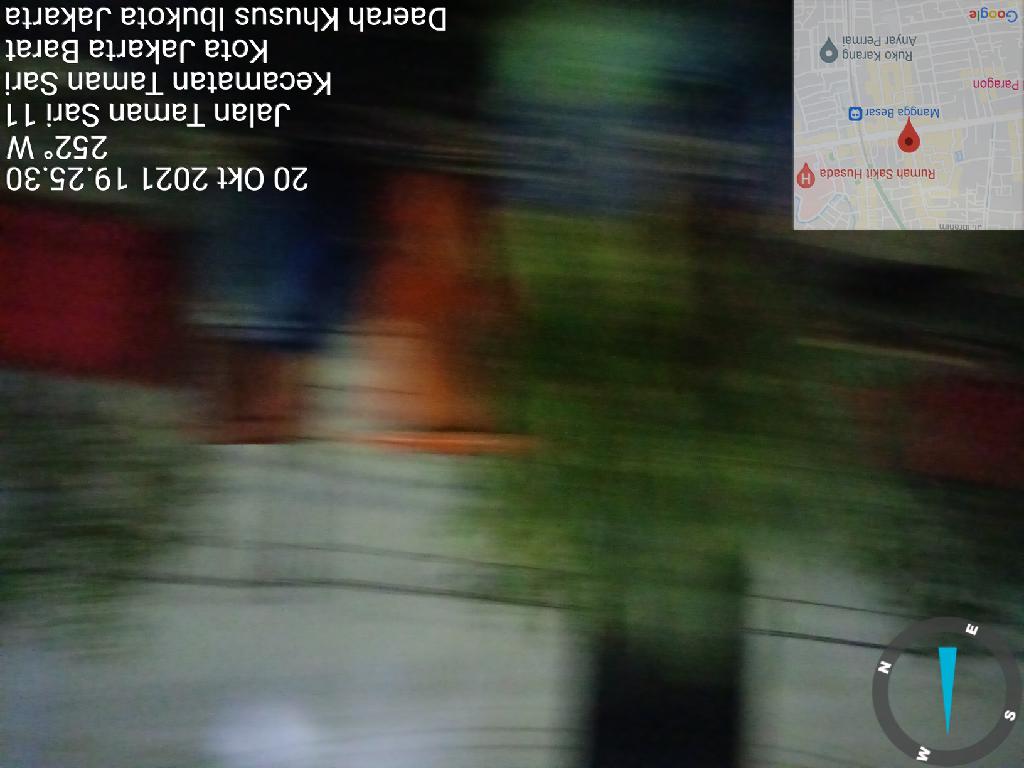 W
S
N
E
Jl. Ibrahim
Rumah Sakit Husada
H
Mangga Besar
l Paragon
Ruko Karang
Anyar Permai
Google
20 Okt 2021 19.25.30
252° W
Jalan Taman Sari 11
Kecamatan Taman Sari
Kota Jakarta Barat
Daerah Khusus Ibukota Jakarta